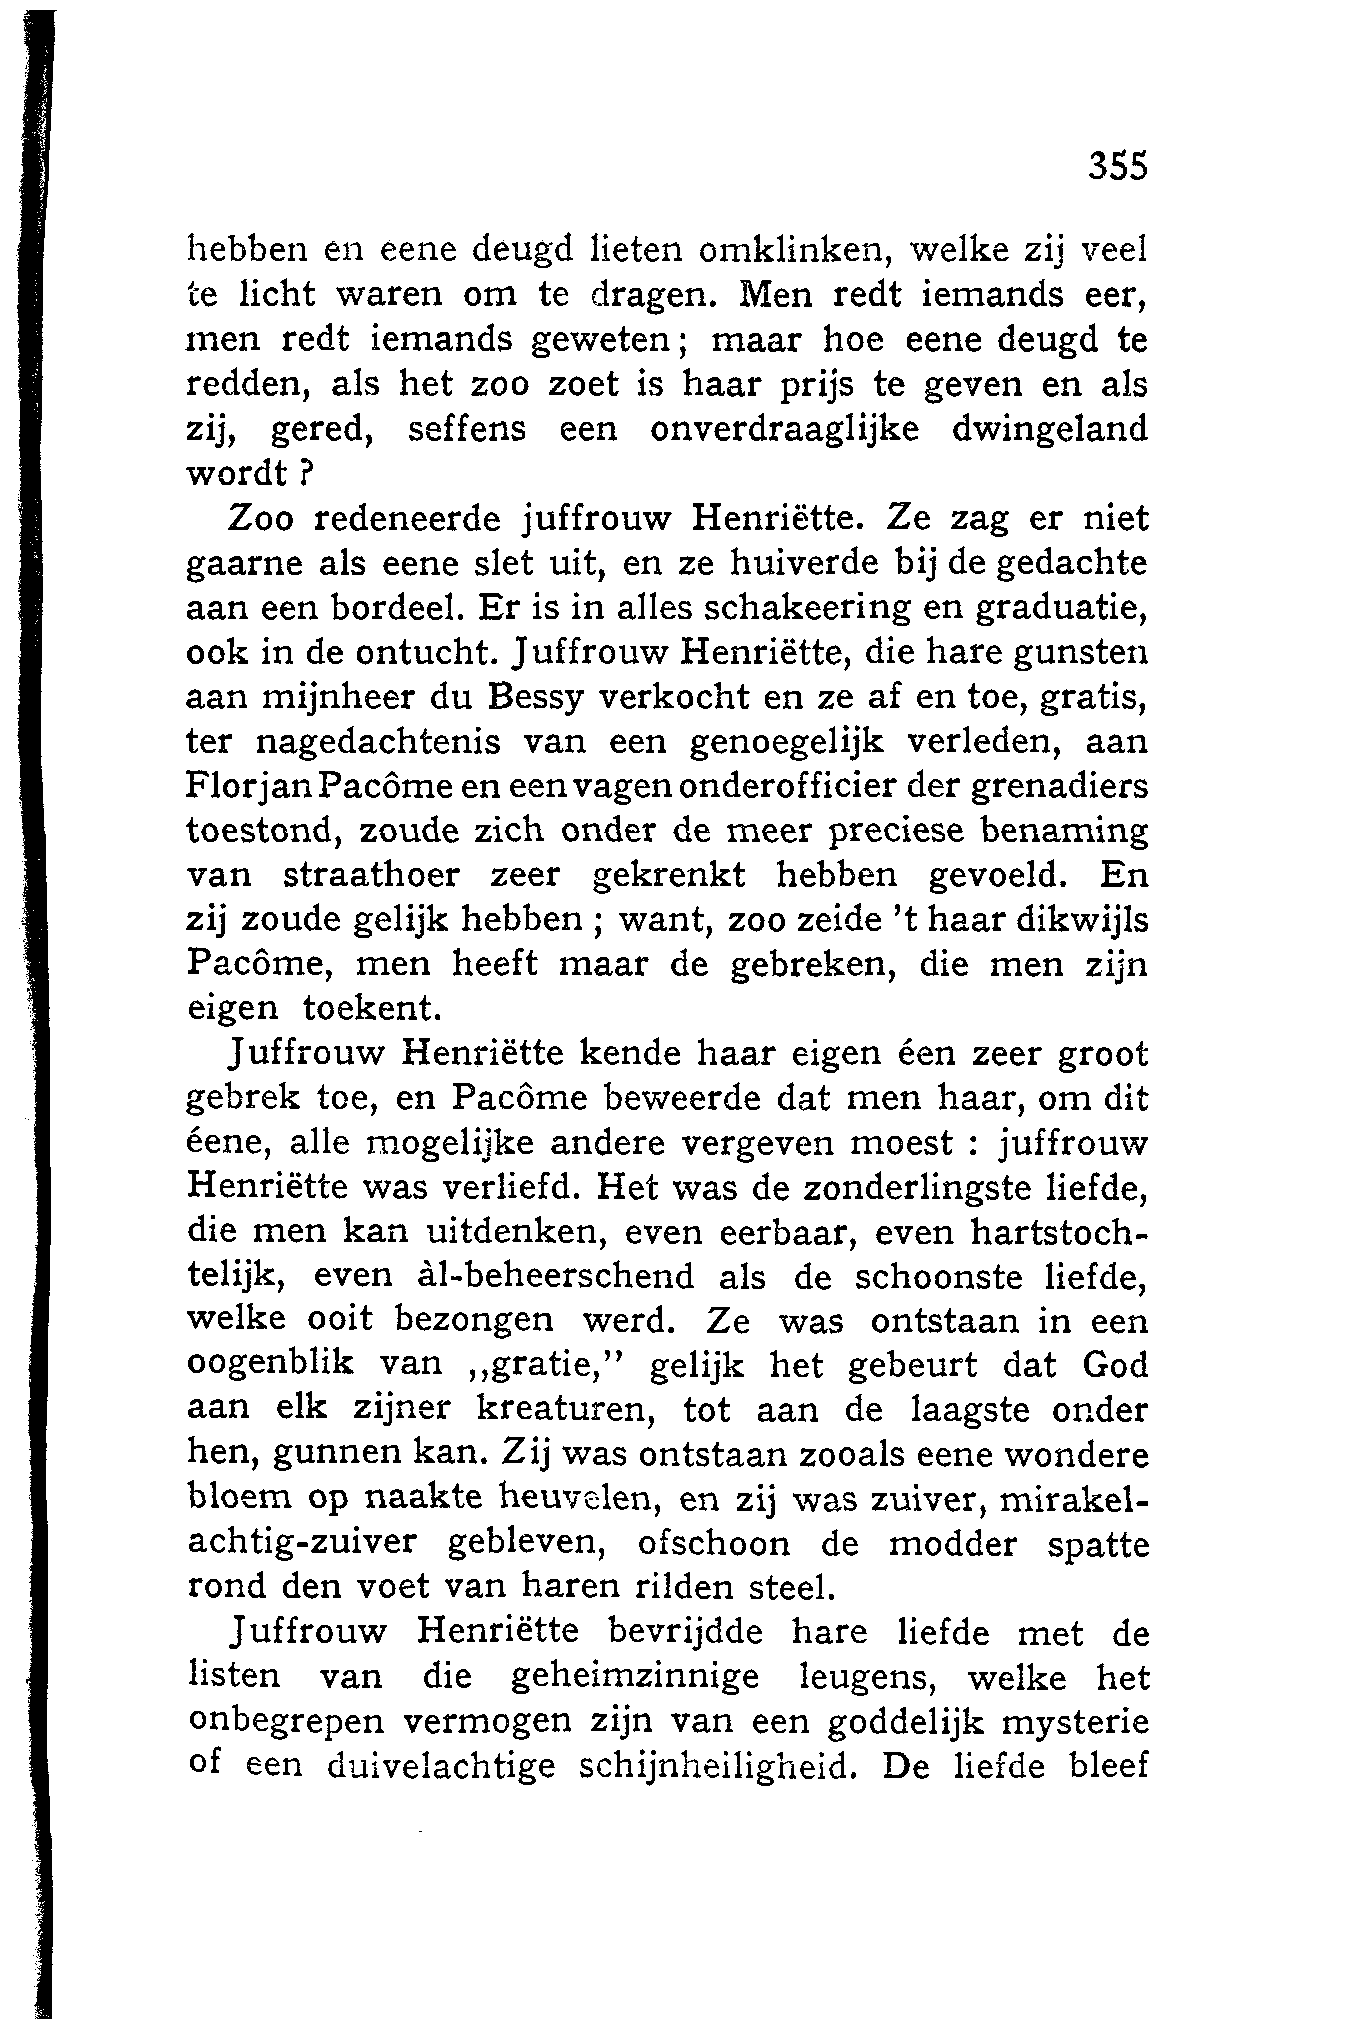 355
hebben en eene deugd lieten omklinken, welke zij veel
te licht waren om te dragen. Men redt iemands eer,
men redt iemands geweten; maar hoe eene deugd te
redden, als het zoo zoet is haar prijs te geven en als
zij, gered, seffens een onverdraaglijke dwingeland
wordt ?
Zoo redeneerde juffrouw Henriëtte. Ze zag er niet
gaarne als eene slet uit, en ze huiverde bij de gedachte
aan een bordeel. Er is in alles schakeering en graduatie,
ook in de ontucht. Juffrouw Henriëtte, die hare gunsten
aan mijnheer du Bessy verkocht en ze af en toe, gratis,
ter nagedachtenis van een genoegelijk verleden, aan
Florjan Pacôme en een vagen onderofficier der grenadiers
toestond, zoude zich onder de meer preciese benaming
van straathoer zeer gekrenkt hebben gevoeld. En
zij zoude gelijk hebben ; want, zoo zeide 't haar dikwijls
Pacôme, men heeft maar de gebreken, die men zijn
eigen toekent.
Juffrouw Henriëtte kende haar eigen één zeer groot
gebrek toe, en Pacôme beweerde dat men haar, om dit
ééne, alle mogelijke andere vergeven moest : juffrouw
Henriëtte was verliefd. Het was de zonderlingste liefde,
die men kan uitdenken, even eerbaar, even hartstoch-
telijk, even àl-beheerschend als de schoonste liefde,
welke ooit bezongen werd. Ze was ontstaan in een
oogenblik van ,,gratie,'' gelijk het gebeurt dat God
aan elk zijner kreaturen, tot aan de laagste onder
hen, gunnen kan. Zij was ontstaan zooals eene wondere
bloem op naakte heuvelen, en zij was zuiver, mirakel-
achtig-zuiver gebleven, ofschoon de modder spatte
rond den voet van haren rilden steel.
Juffrouw Henriëtte bevrijdde hare liefde met de
listen van die geheimzinnige leugens, welke het
onbegrepen vermogen zijn van een goddelijk mysterie
of een duivelachtige schijnheiligheid. De liefde bleef